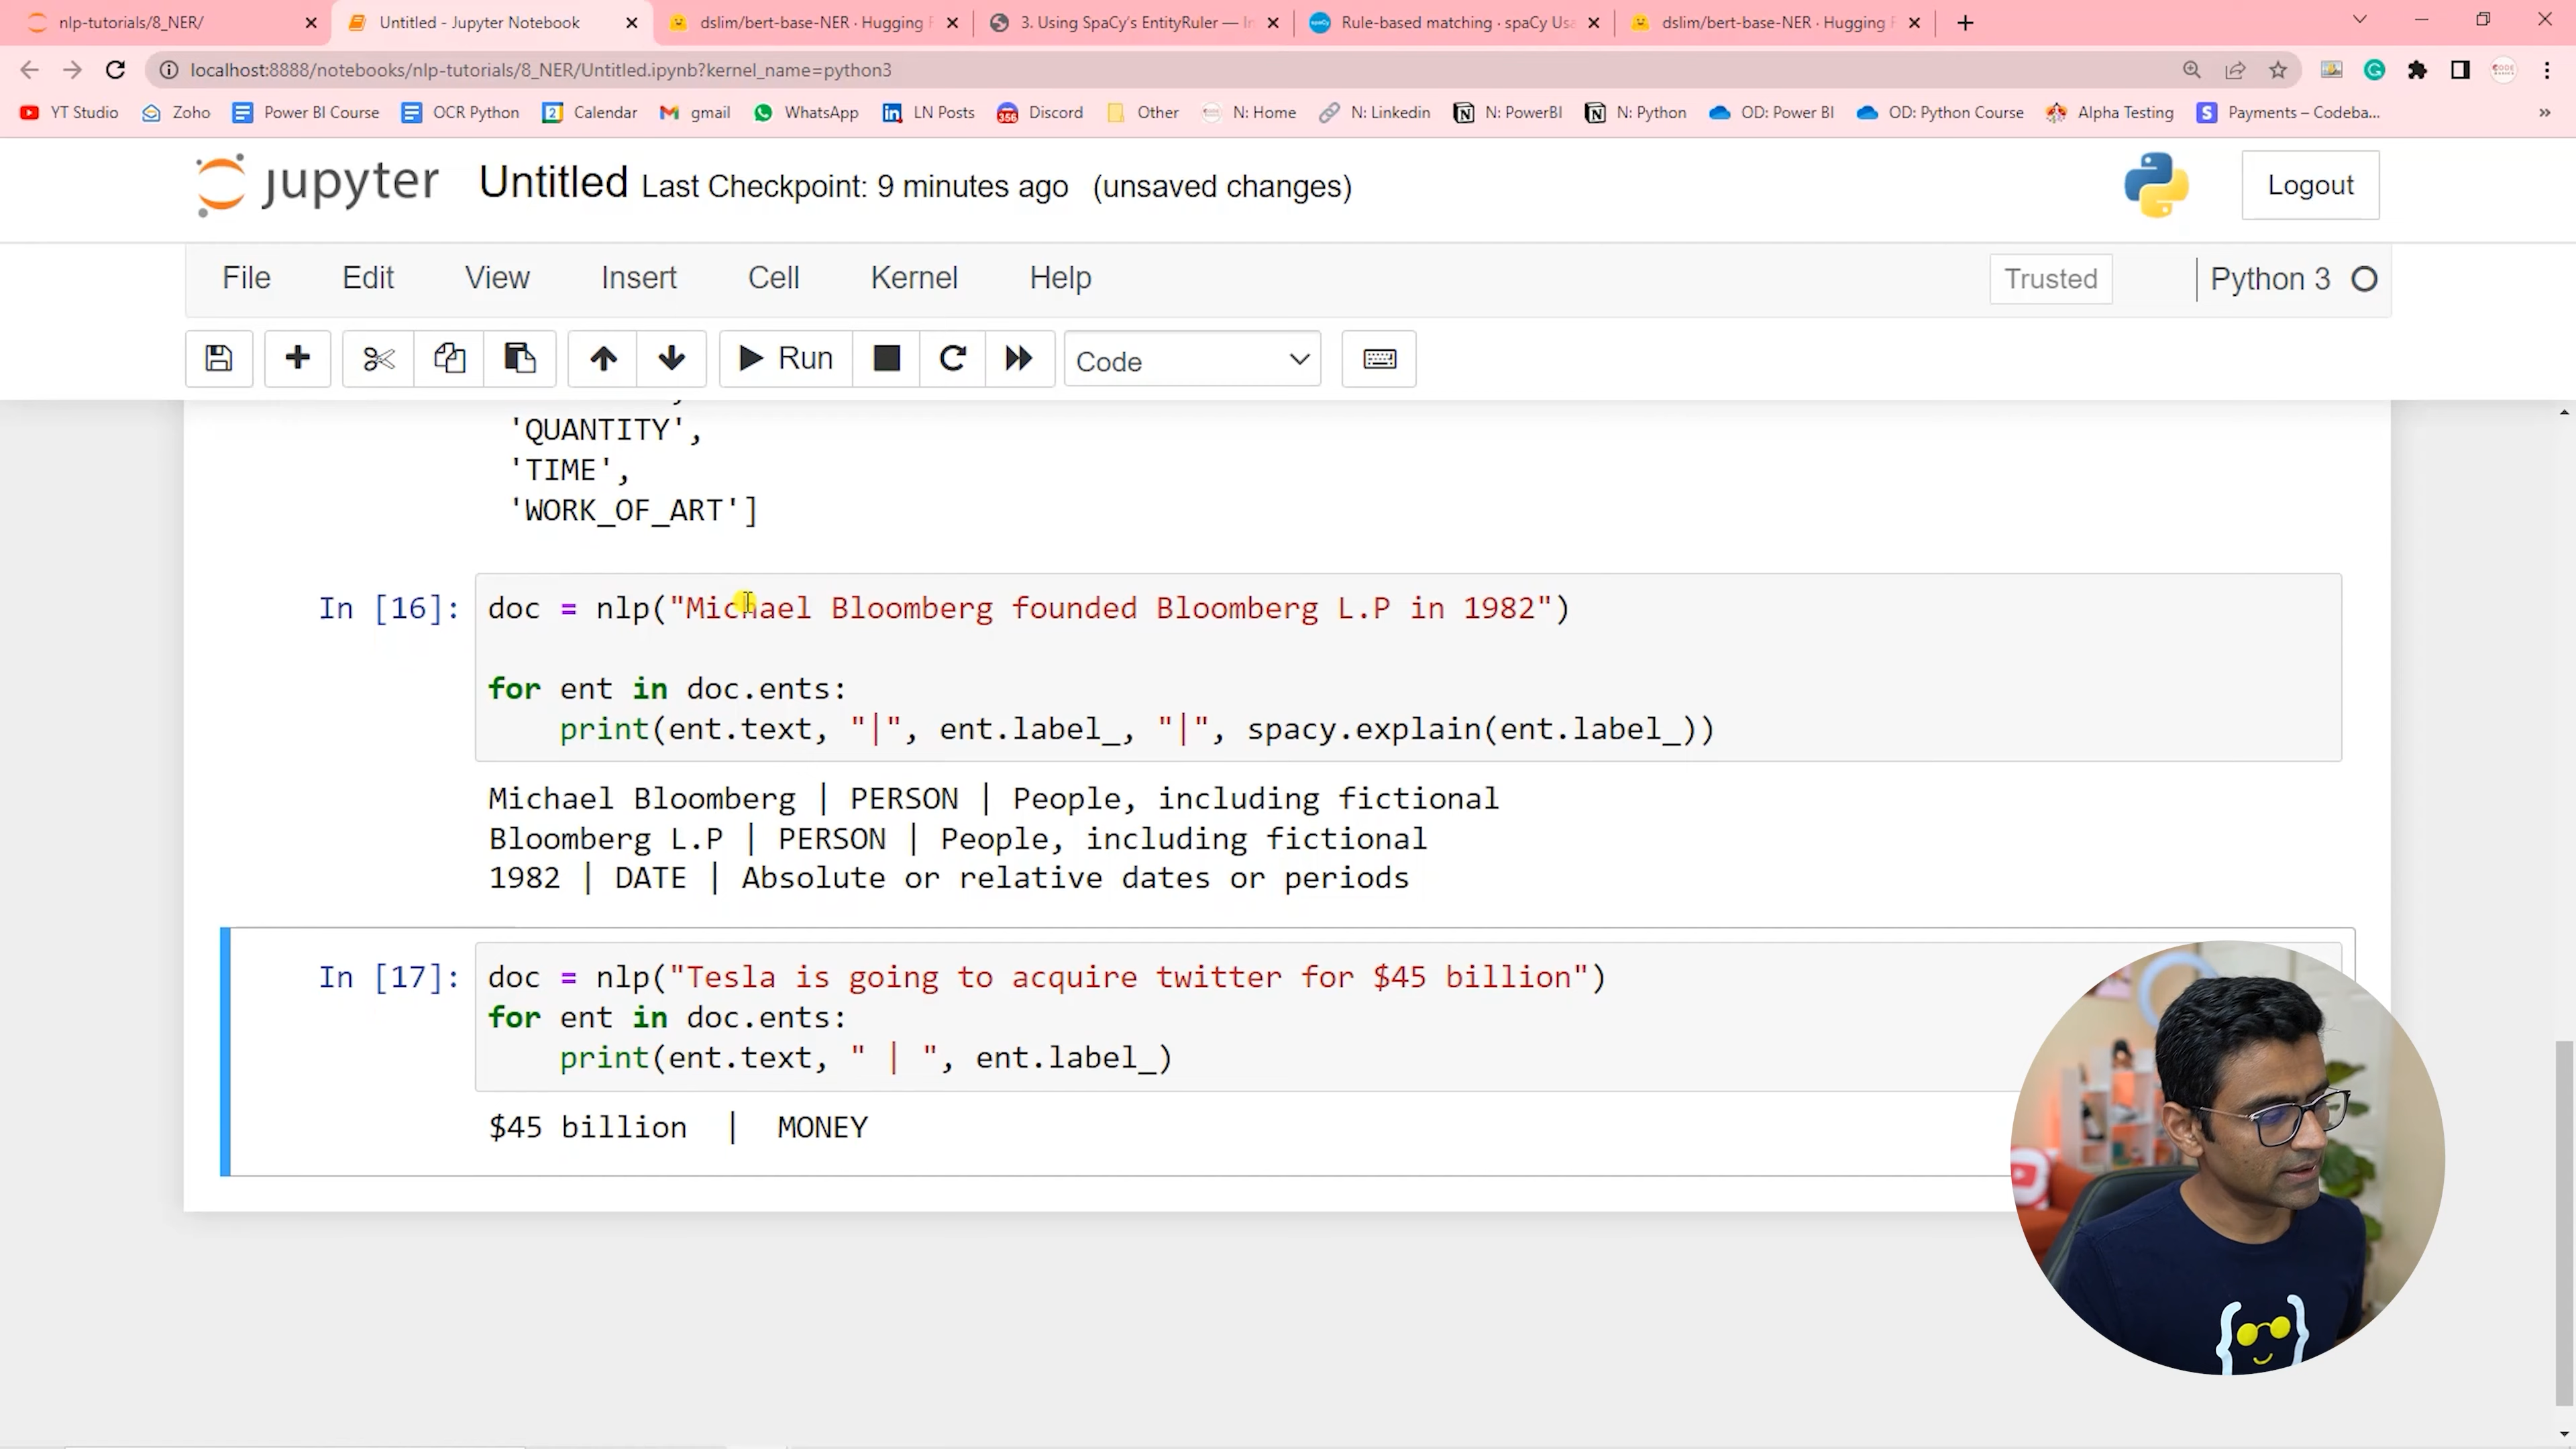 nlp-tutorials/8_NER/
Untitled - Jupyter Notebook
dslim/bert-base-NER · Hugging F
3. Using SpaCy's EntityRuler — In
Rule-based matching · spaCy Usa
dslim/bert-base-NER · Hugging F
localhost:8888/notebooks/nlp-tutorials/8_NER/Untitled.ipynb?kernel_name=python3
YT Studio
Zoho
Power BI Course
OCR Python
2 Calendar
gmail
WhatsApp
LN Posts
356 Discord
Other
N: Home
N: Linkedin
N: PowerBI
N: Python
OD: Power BI
OD: Python Course
Alpha Testing
S Payments – Codeba...
»
jupyter Untitled Last Checkpoint: 9 minutes ago (unsaved changes)
Logout
File Edit View Insert Cell Kernel Help
Trusted Python 3
Run
Code
'QUANTITY',
'TIME',
'WORK_OF_ART']
In [16]: doc = nlp("Michael Bloomberg founded Bloomberg L.P in 1982")
for ent in doc.ents:
print(ent.text, "|", ent.label_, "|", spacy.explain(ent.label_))
Michael Bloomberg | PERSON | People, including fictional
Bloomberg L.P | PERSON | People, including fictional
1982 | DATE | Absolute or relative dates or periods
In [17]: doc = nlp("Tesla is going to acquire twitter for $45 billion")
for ent in doc.ents:
print(ent.text, " | ", ent.label_)
$45 billion | MONEY